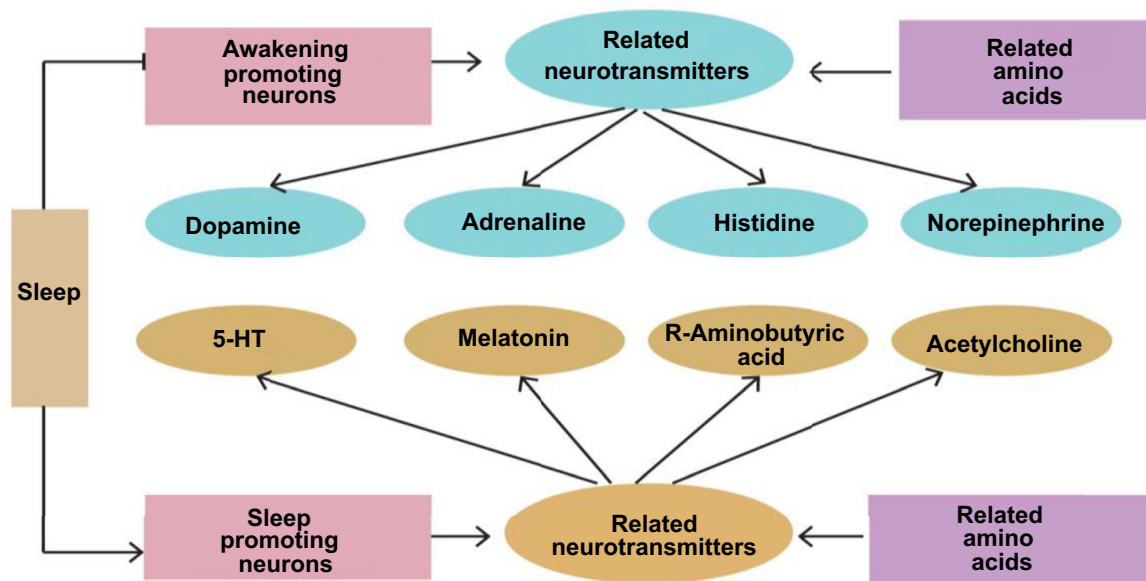 Awakening
promoting
neurons
Related
neurotransmitters
Related
amino
acids
Dopamine
Adrenaline
Histidine
Norepinephrine
Sleep
5-HT
Melatonin
R-Aminobutyric
acid
Acetylcholine
Sleep
promoting
neurons
Related
neurotransmitters
Related
amino
acids